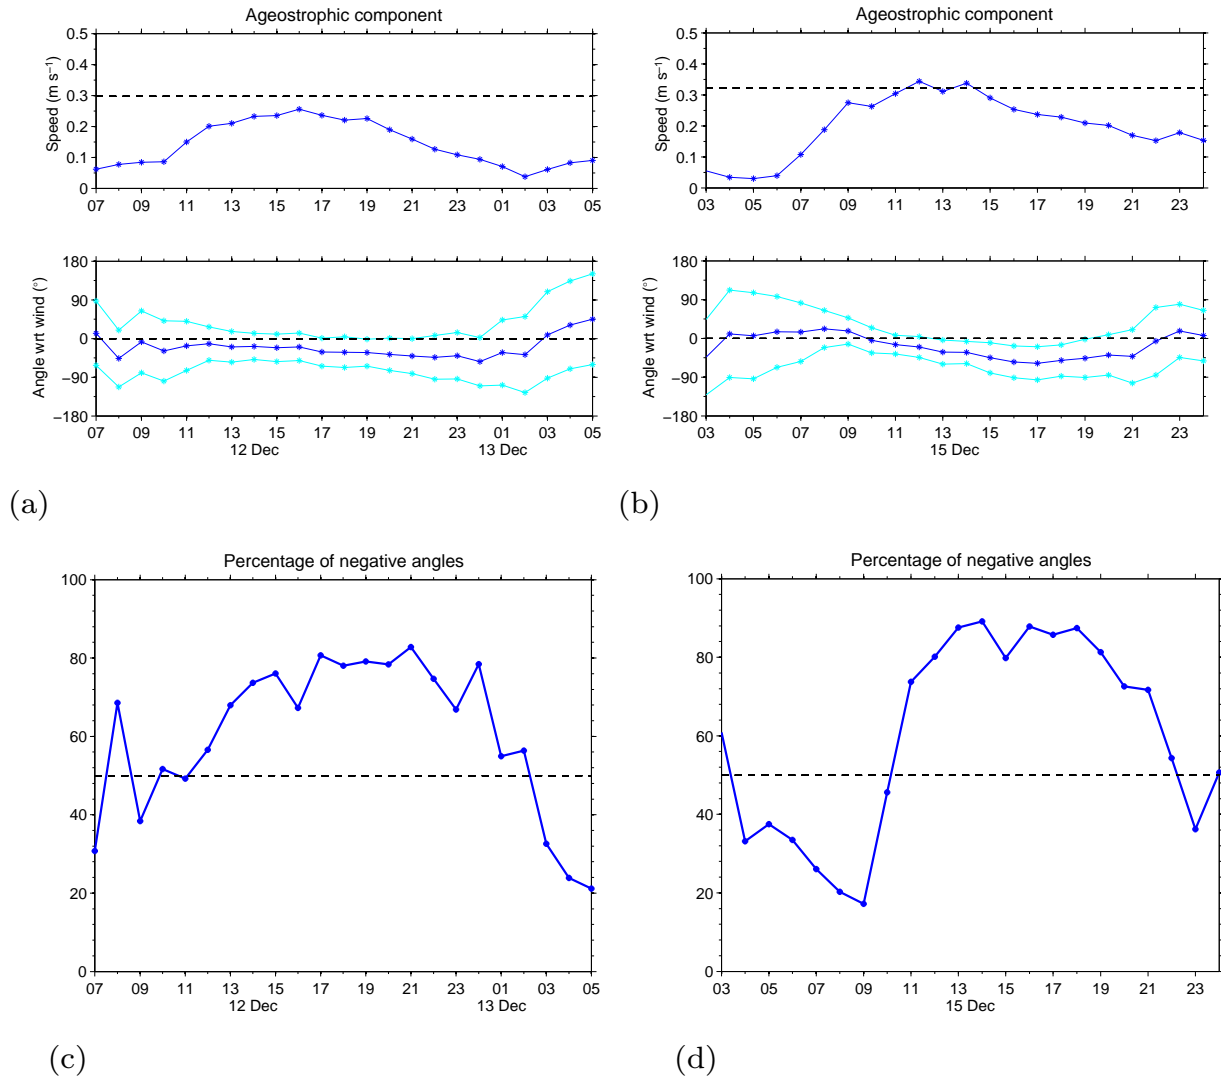 Ageostrophic component
Speed (m s⁻¹)
0.5
0.4
0.3
0.2
0.1
0
07 09 11 13 15 17 19 21 23 01 03 05
Angle wrt wind (°)
180
90
0
−90
−180
07 09 11 13 15 17 19 21 23 01 03 05
12 Dec 13 Dec
(a)
Ageostrophic component
Speed (m s⁻¹)
0.5
0.4
0.3
0.2
0.1
0
03 05 07 09 11 13 15 17 19 21 23
Angle wrt wind (°)
180
90
0
−90
−180
03 05 07 09 11 13 15 17 19 21 23
15 Dec
(b)
Percentage of negative angles
100
80
60
40
20
0
07 09 11 13 15 17 19 21 23 01 03 05
12 Dec 13 Dec
(c)
Percentage of negative angles
100
80
60
40
20
0
03 05 07 09 11 13 15 17 19 21 23
15 Dec
(d)